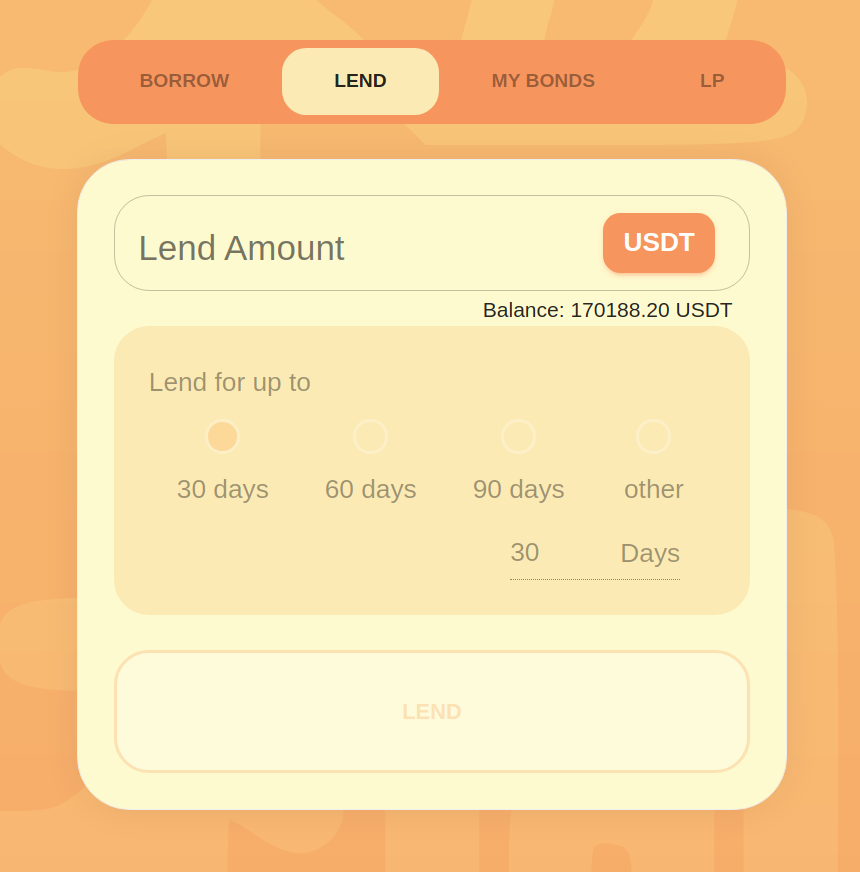 BORROW LEND MY BONDS LP
Lend Amount USDT
Balance: 170188.20 USDT
Lend for up to
30 days 60 days 90 days other
30 Days
LEND